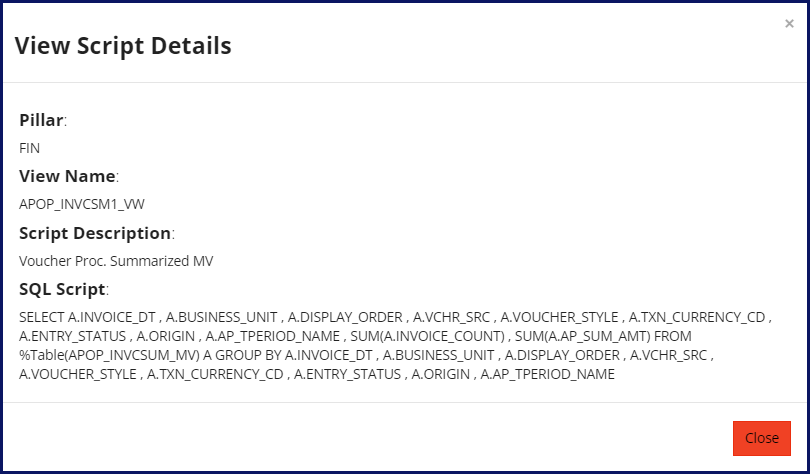 ×
View Script Details
Pillar:
FIN
View Name:
APOP_INVCSM1_VW
Script Description:
Voucher Proc. Summarized MV
SQL Script:
SELECT A.INVOICE_DT , A.BUSINESS_UNIT , A.DISPLAY_ORDER , A.VCHR_SRC , A.VOUCHER_STYLE , A.TXN_CURRENCY_CD ,
A.ENTRY_STATUS , A.ORIGIN , A.AP_TPERIOD_NAME , SUM(A.INVOICE_COUNT) , SUM(A.AP_SUM_AMT) FROM
%Table(APOP_INVCSUM_MV) A GROUP BY A.INVOICE_DT , A.BUSINESS_UNIT , A.DISPLAY_ORDER , A.VCHR_SRC ,
A.VOUCHER_STYLE , A.TXN_CURRENCY_CD , A.ENTRY_STATUS , A.ORIGIN , A.AP_TPERIOD_NAME
Close